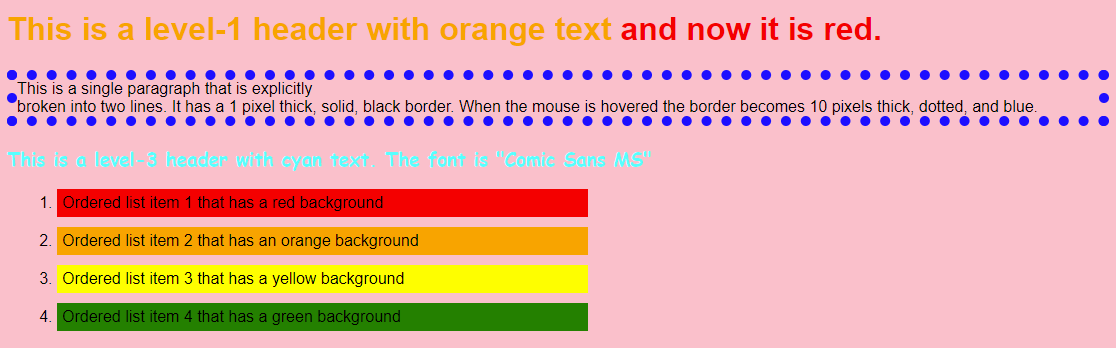 This is a level-1 header with orange text and now it is red.
This is a single paragraph that is explicitly
broken into two lines. It has a 1 pixel thick, solid, black border. When the mouse is hovered the border becomes 10 pixels thick, dotted, and blue.
This is a level-3 header with cyan text. The font is "Comic Sans MS"
1. Ordered list item 1 that has a red background
2. Ordered list item 2 that has an orange background
3. Ordered list item 3 that has a yellow background
4. Ordered list item 4 that has a green background